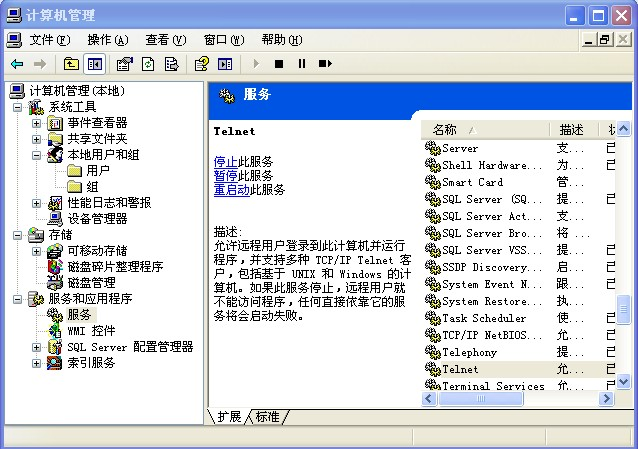 计算机管理
文件(F) 操作(A) 查看(V) 窗口(W) 帮助(H)
计算机管理(本地)
系统工具
事件查看器
共享文件夹
本地用户和组
用户
组
性能日志和警报
设备管理器
存储
可移动存储
磁盘碎片整理程序
磁盘管理
服务和应用程序
服务
WMI 控件
SQL Server 配置管理器
索引服务
服务
Telnet
停止此服务
暂停此服务
重启动此服务
描述:
允许远程用户登录到此计算机并运行
程序,并支持多种 TCP/IP Telnet 客
户,包括基于 UNIX 和 Windows 的计
算机。如果此服务停止,远程用户就
不能访问程序,任何直接依靠它的服
务将会启动失败。
名称 描述
Server 支... 已
Shell Hardware... 为... 已
Smart Card 管...
SQL Server (SQ... 提... 已
SQL Server Act... 支...
SQL Server Bro... 将 ...
SQL Server VSS... 提... 已
SSDP Discovery... 启... 已
System Event N... 跟... 已
System Restore... 执... 已
Task Scheduler 使... 已
TCP/IP NetBIOS... 允... 已
Telephony 提... 已
Telnet 允... 已
Terminal Services 允... 已
扩展 标准